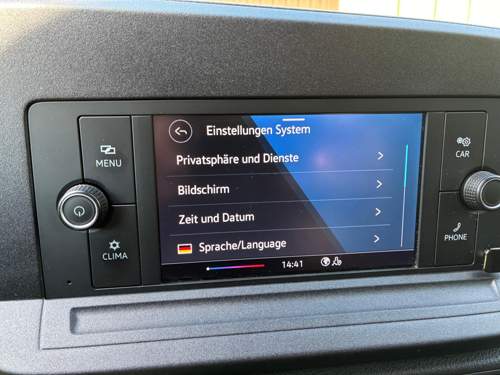 Einstellungen System
MENU
CAR
Privatsphäre und Dienste
Bildschirm
Zeit und Datum
CLIMA
PHONE
Sprache/Language
14:41